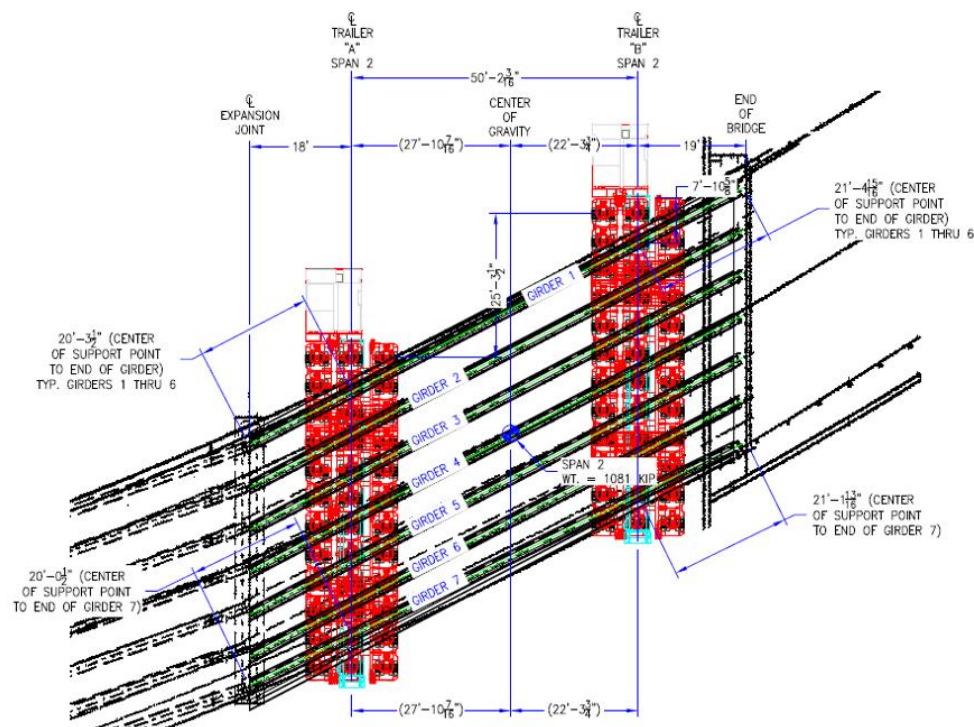 ℄
TRAILER
"A"
SPAN 2
℄
TRAILER
"B"
SPAN 2
50'-2 3/16"
℄
EXPANSION
JOINT
CENTER
OF
GRAVITY
END
OF
BRIDGE
18'
(27'-10 7/16")
(22'-3 3/4")
19'
7'-10 5/8"
21'-4 15/16" (CENTER
OF SUPPORT POINT
TO END OF GIRDER)
TYP. GIRDERS 1 THRU 6
25'-3 1/2"
GIRDER 1
20'-3 1/2" (CENTER
OF SUPPORT POINT
TO END OF GIRDER)
TYP. GIRDERS 1 THRU 6
GIRDER 2
GIRDER 3
GIRDER 4
SPAN 2
WT. = 1081 KIP
GIRDER 5
21'-1 13/16" (CENTER
OF SUPPORT POINT
TO END OF GIRDER 7)
GIRDER 6
20'-0 1/2" (CENTER
OF SUPPORT POINT
TO END OF GIRDER 7)
GIRDER 7
(27'-10 7/16")
(22'-3 3/4")